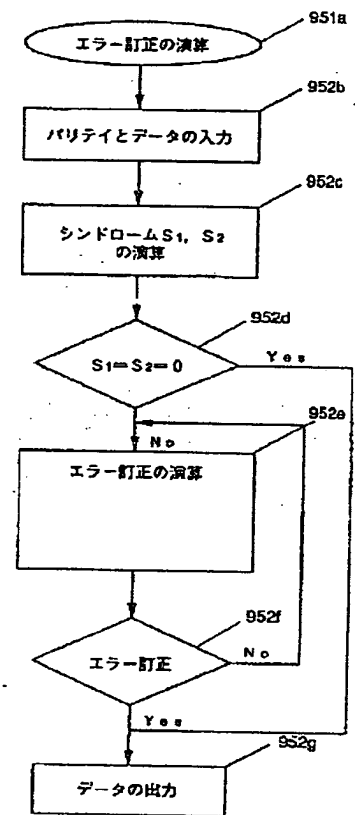 951a
エラー訂正の演算
952b
パリテイとデータの入力
952c
シンドロームS1, S2
の演算
952d
S1=S2=0
Yes
952e
No
エラー訂正の演算
952f
エラー訂正
No
Yes
952g
データの出力